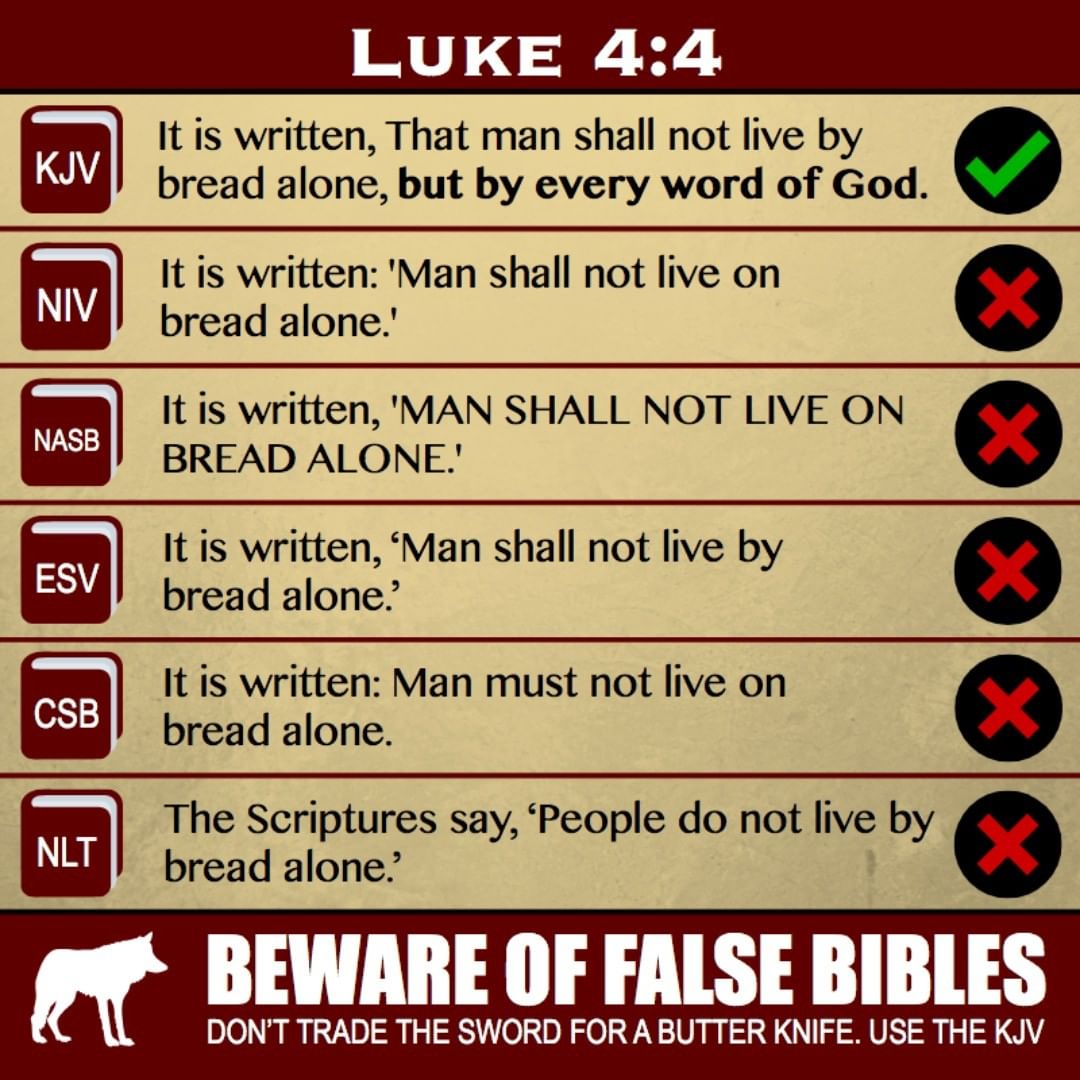 LUKE 4:4
KJV
It is written, That man shall not live by
bread alone, but by every word of God.
NIV
It is written: 'Man shall not live on
bread alone.'
NASB
It is written, 'MAN SHALL NOT LIVE ON
BREAD ALONE.'
ESV
It is written, ‘Man shall not live by
bread alone.’
CSB
It is written: Man must not live on
bread alone.
NLT
The Scriptures say, ‘People do not live by
bread alone.’
BEWARE OF FALSE BIBLES
DON’T TRADE THE SWORD FOR A BUTTER KNIFE. USE THE KJV